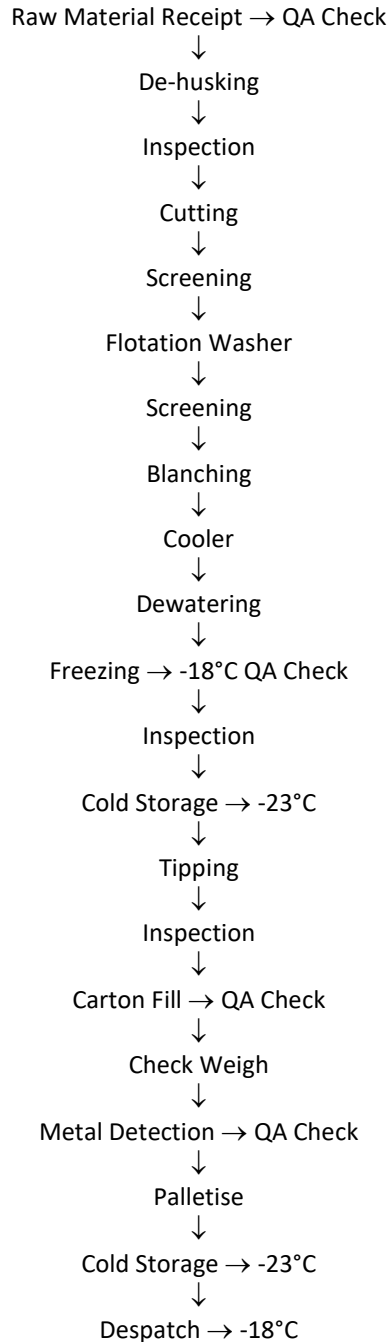 Raw Material Receipt → QA Check
↓
De-husking
↓
Inspection
↓
Cutting
↓
Screening
↓
Flotation Washer
↓
Screening
↓
Blanching
↓
Cooler
↓
Dewatering
↓
Freezing → -18°C QA Check
↓
Inspection
↓
Cold Storage → -23°C
↓
Tipping
↓
Inspection
↓
Carton Fill → QA Check
↓
Check Weigh
↓
Metal Detection → QA Check
↓
Palletise
↓
Cold Storage → -23°C
↓
Despatch → -18°C